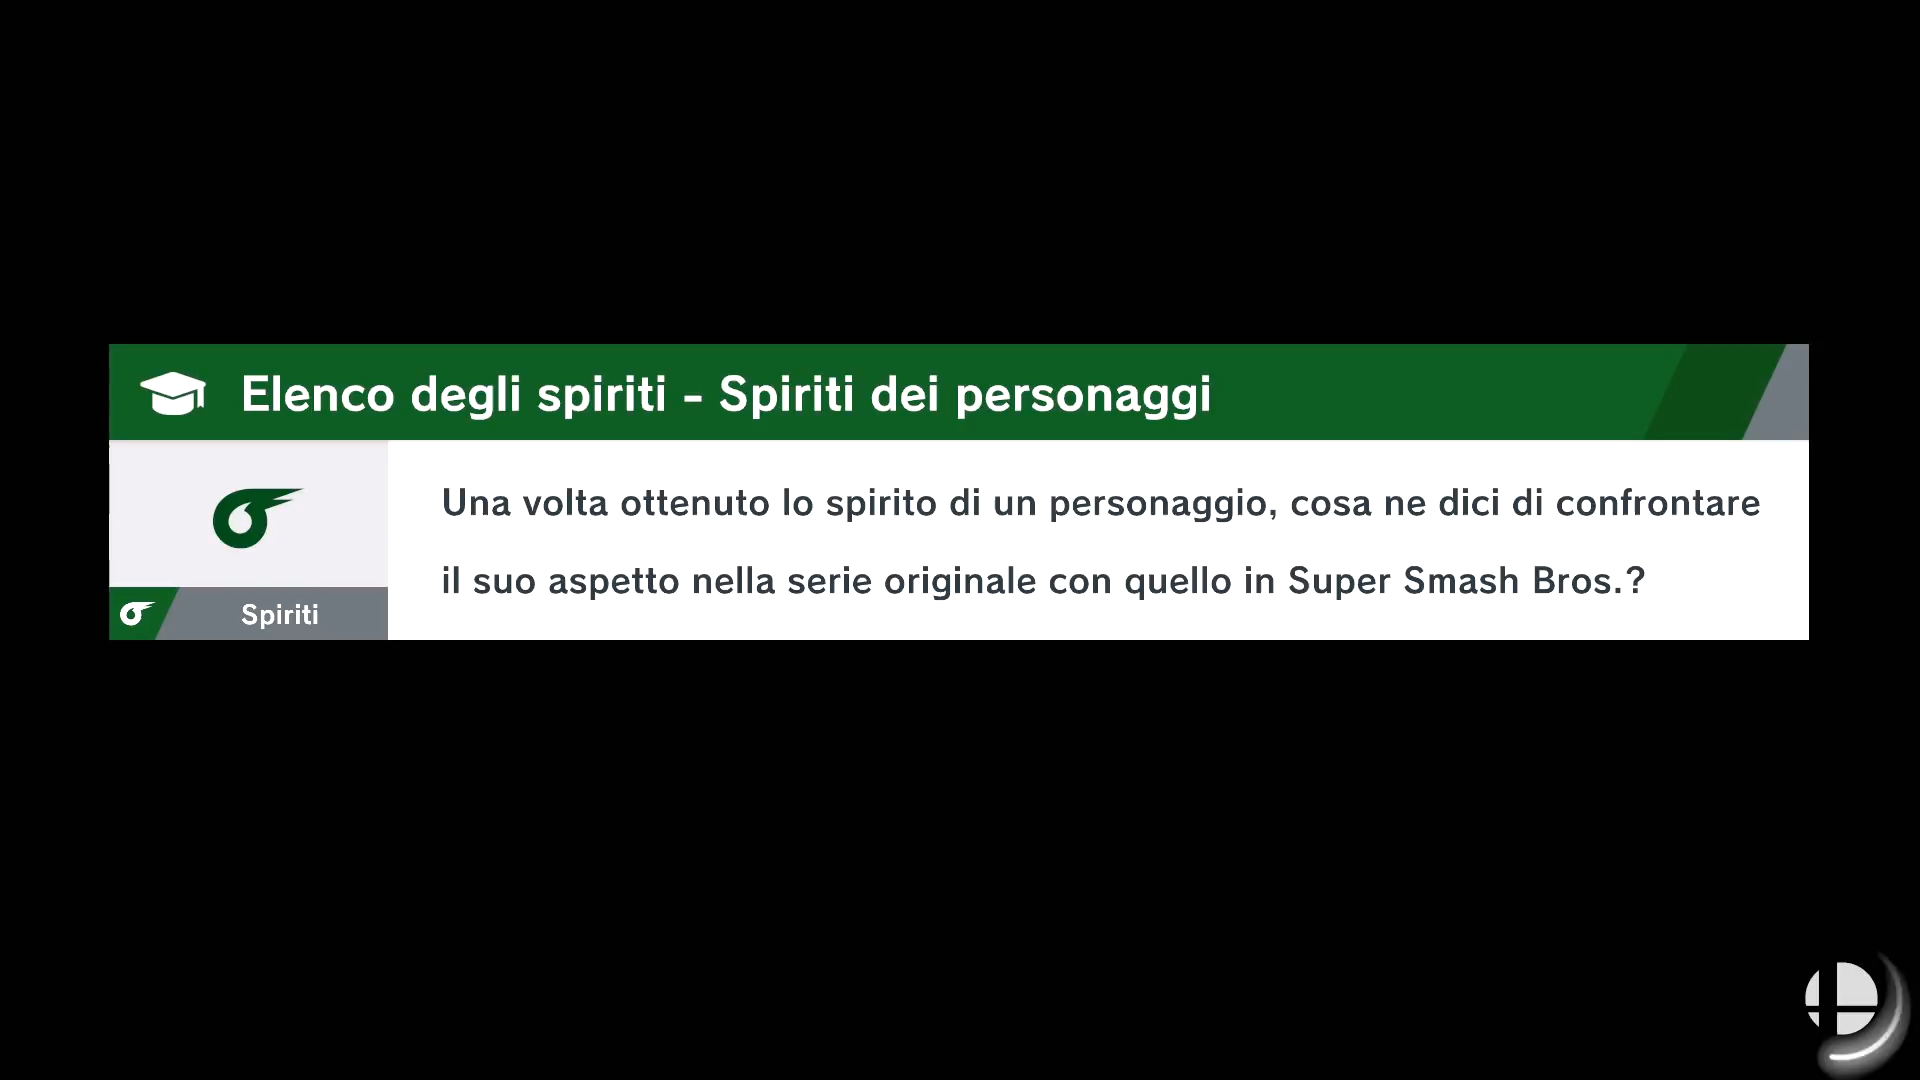 Elenco degli spiriti - Spiriti dei personaggi
Una volta ottenuto lo spirito di un personaggio, cosa ne dici di confrontare
il suo aspetto nella serie originale con quello in Super Smash Bros.?
Spiriti